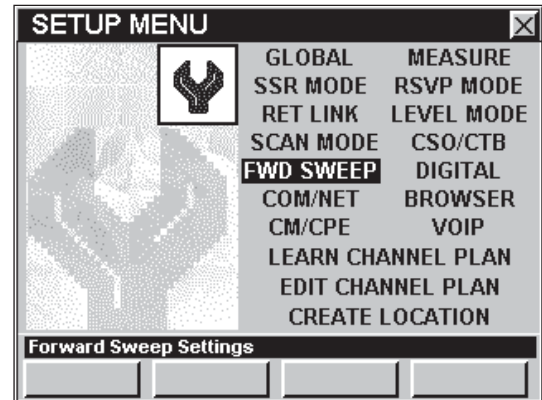 SETUP MENU
GLOBAL MEASURE
SSR MODE RSVP MODE
RET LINK LEVEL MODE
SCAN MODE CSO/CTB
FWD SWEEP DIGITAL
COM/NET BROWSER
CM/CPE VOIP
LEARN CHANNEL PLAN
EDIT CHANNEL PLAN
CREATE LOCATION
Forward Sweep Settings